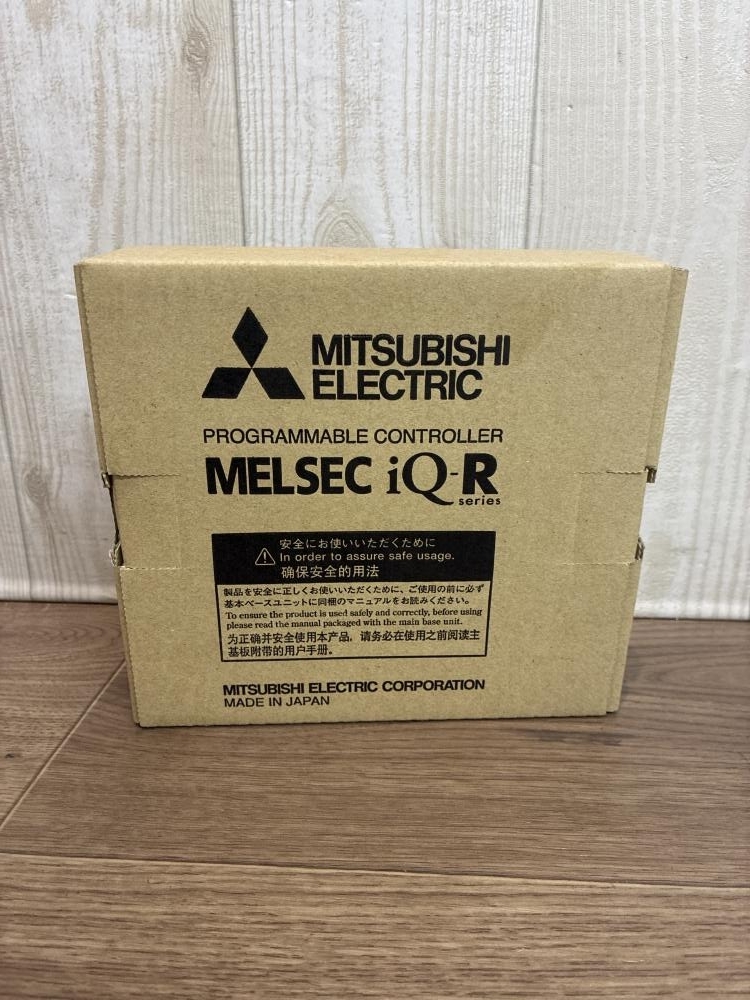 MITSUBISHI
ELECTRIC
PROGRAMMABLE CONTROLLER
MELSEC iQ-R
series
安全にお使いいただくために
In order to assure safe usage.
确保安全的用法
製品を安全に正しくお使いいただくために、ご使用の前に必ず
基本ベースユニットに同梱のマニュアルをお読みください。
To ensure the product is used safely and correctly, before using
please read the manual packaged with the main base unit.
为正确并安全使用本产品，请务必在使用之前阅读主
基板附带的用户手册。
MITSUBISHI ELECTRIC CORPORATION
MADE IN JAPAN